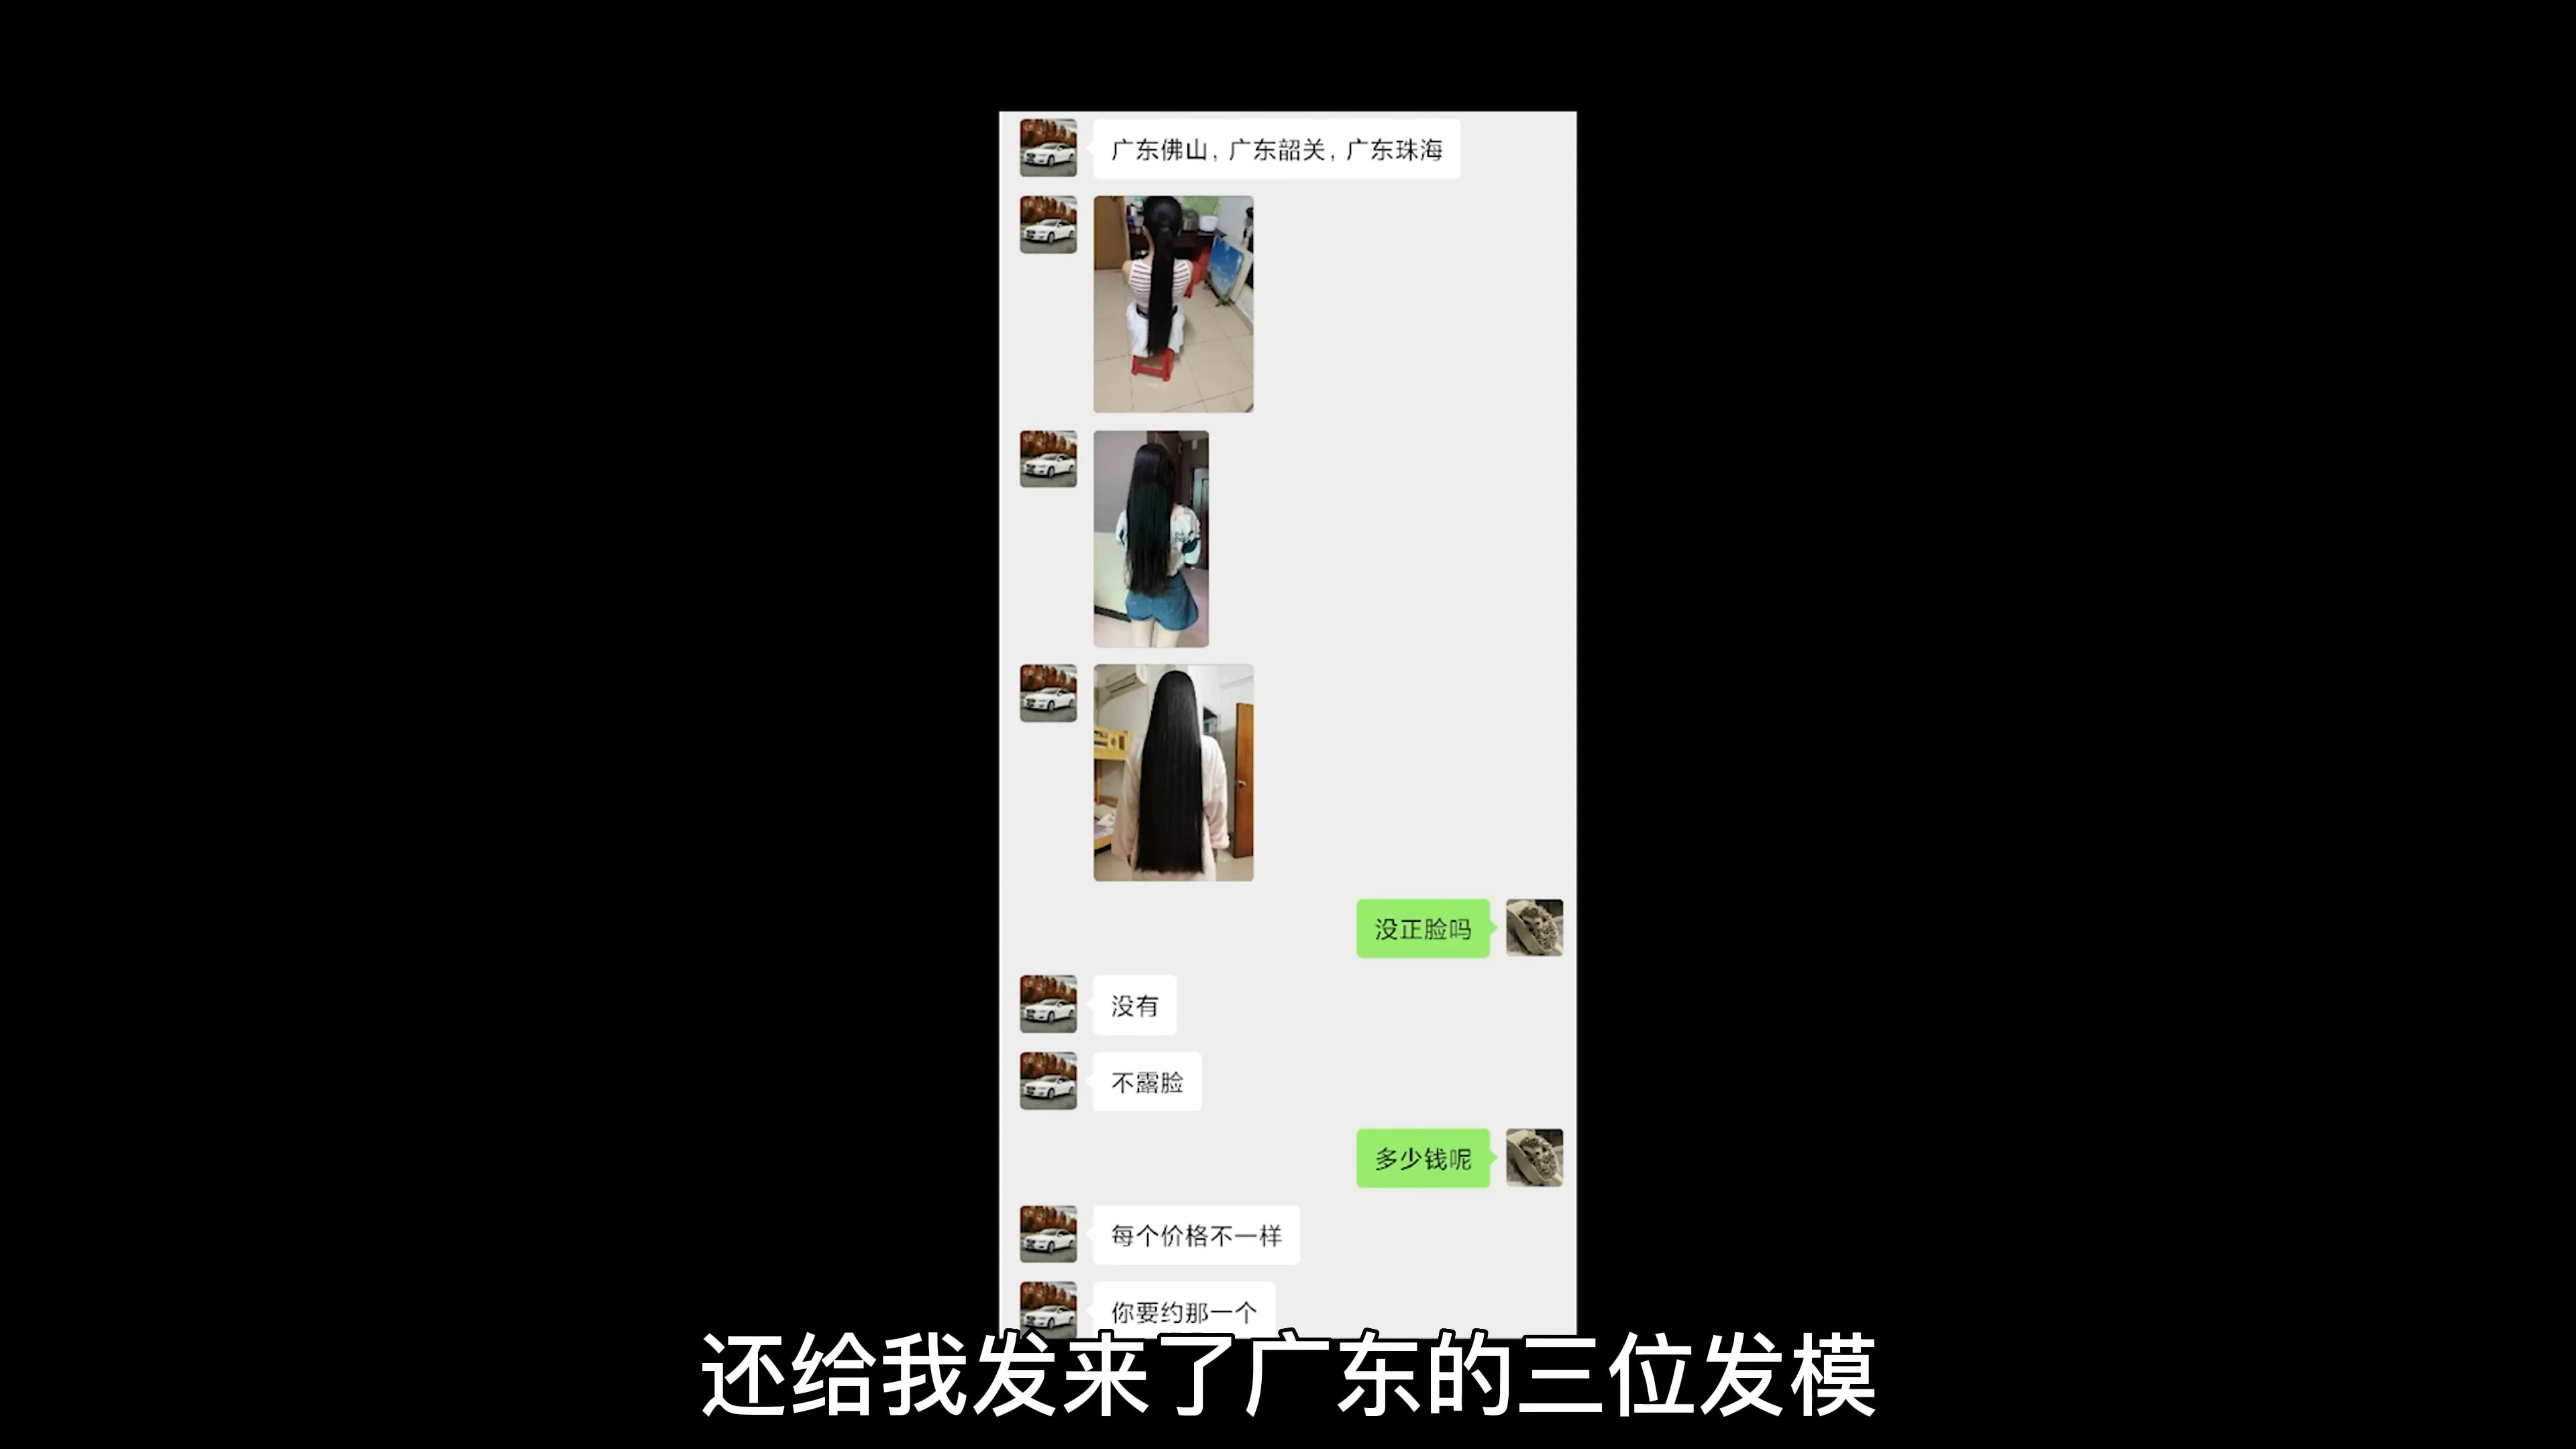 广东佛山, 广东韶关, 广东珠海
没正脸吗
没有
不露脸
多少钱呢
每个价格不一样
你要约那一个
还给我发来了广东的三位发模